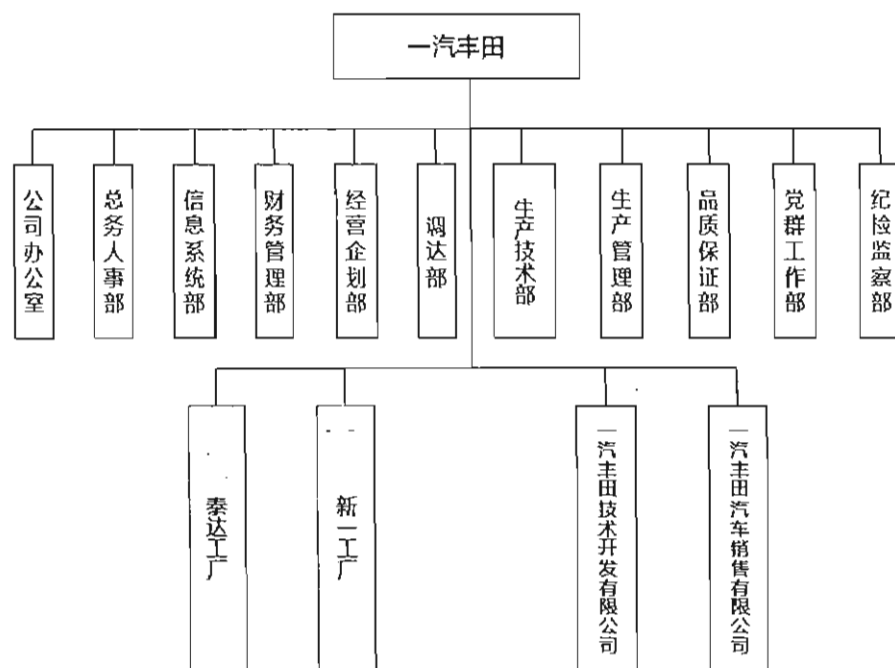 一汽丰田
公司办公室
总务人事部
信息系统部
财务管理部
经营企划部
调达部
生产技术部
生产管理部
品质保证部
党群工作部
纪检监察部
泰达工厂
新一工厂
一汽丰田技术开发有限公司
一汽丰田汽车销售有限公司